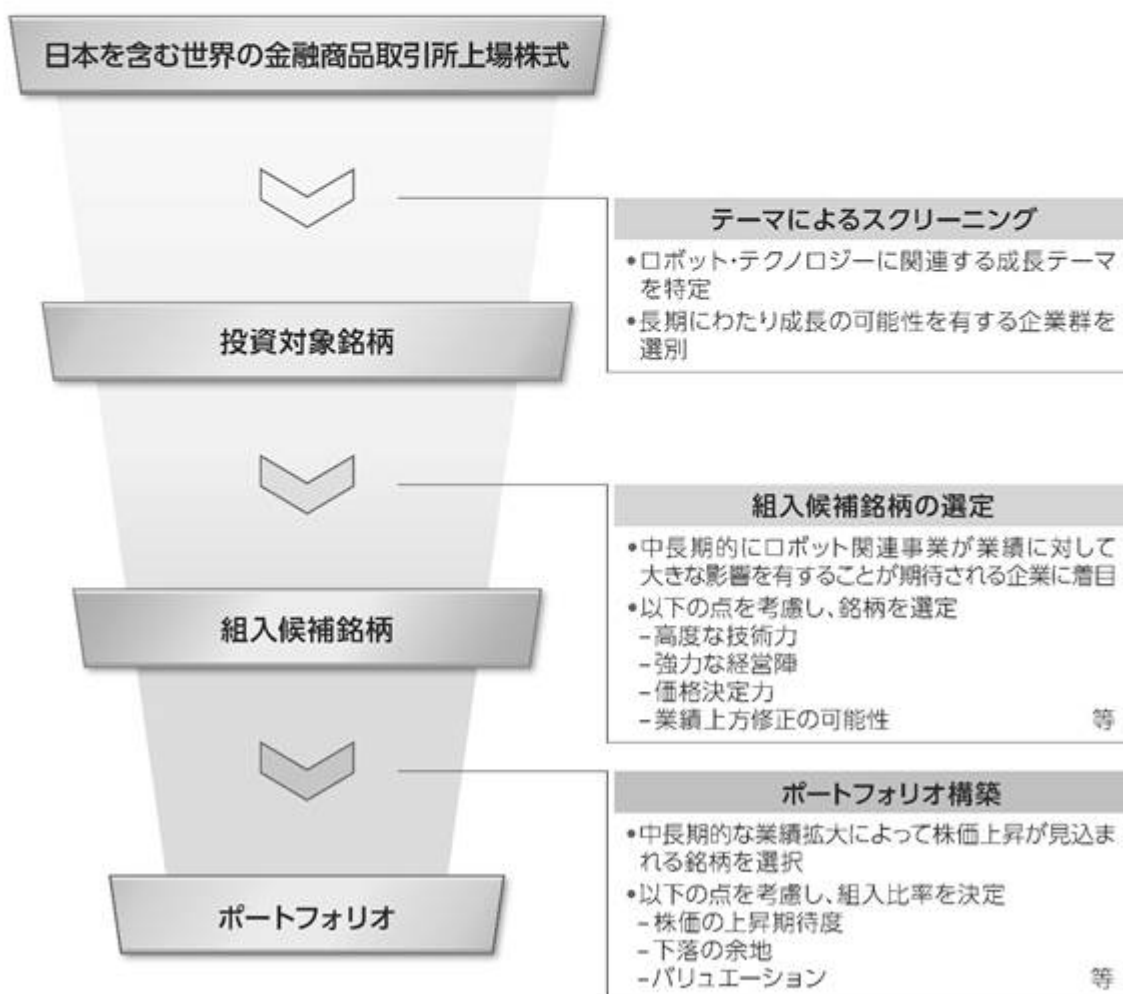 日本を含む世界の金融商品取引所上場株式
テーマによるスクリーニング
•ロボット・テクノロジーに関連する成長テーマ
を特定
•長期にわたり成長の可能性を有する企業群を
選別
投資対象銘柄
組入候補銘柄の選定
•中長期的にロボット関連事業が業績に対して
大きな影響を有することが期待される企業に着目
•以下の点を考慮し、銘柄を選定
−高度な技術力
−強力な経営陣
−価格決定力
−業績上方修正の可能性 等
組入候補銘柄
ポートフォリオ構築
•中長期的な業績拡大によって株価上昇が見込ま
れる銘柄を選択
•以下の点を考慮し、組入比率を決定
−株価の上昇期待度
−下落の余地
−バリュエーション 等
ポートフォリオ